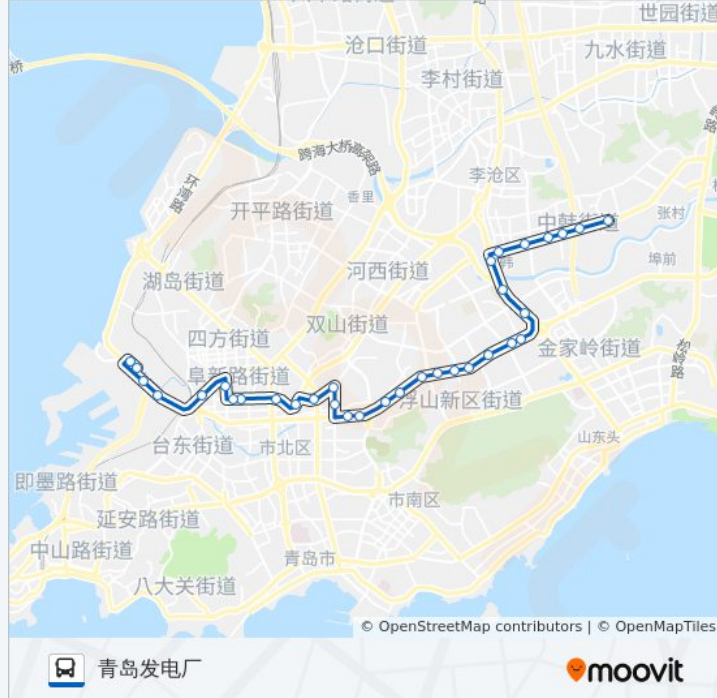 世园街道
沧口街道
九水街道
桥
李村街道
跨海大桥高架路
李沧区
环湾路
香里
开平路街道
中韩街道
张村
埠前
河西街道
湖岛街道
双山街道
四方街道
金家岭街道
松岭路
阜新路街道
浮山新区街道
台东街道
市北区
山东头
即墨路街道
市南区
延安路街道
中山路街道
青岛市
八大关街道
© OpenStreetMap contributors | © OpenMapTiles
青岛发电厂
moovit